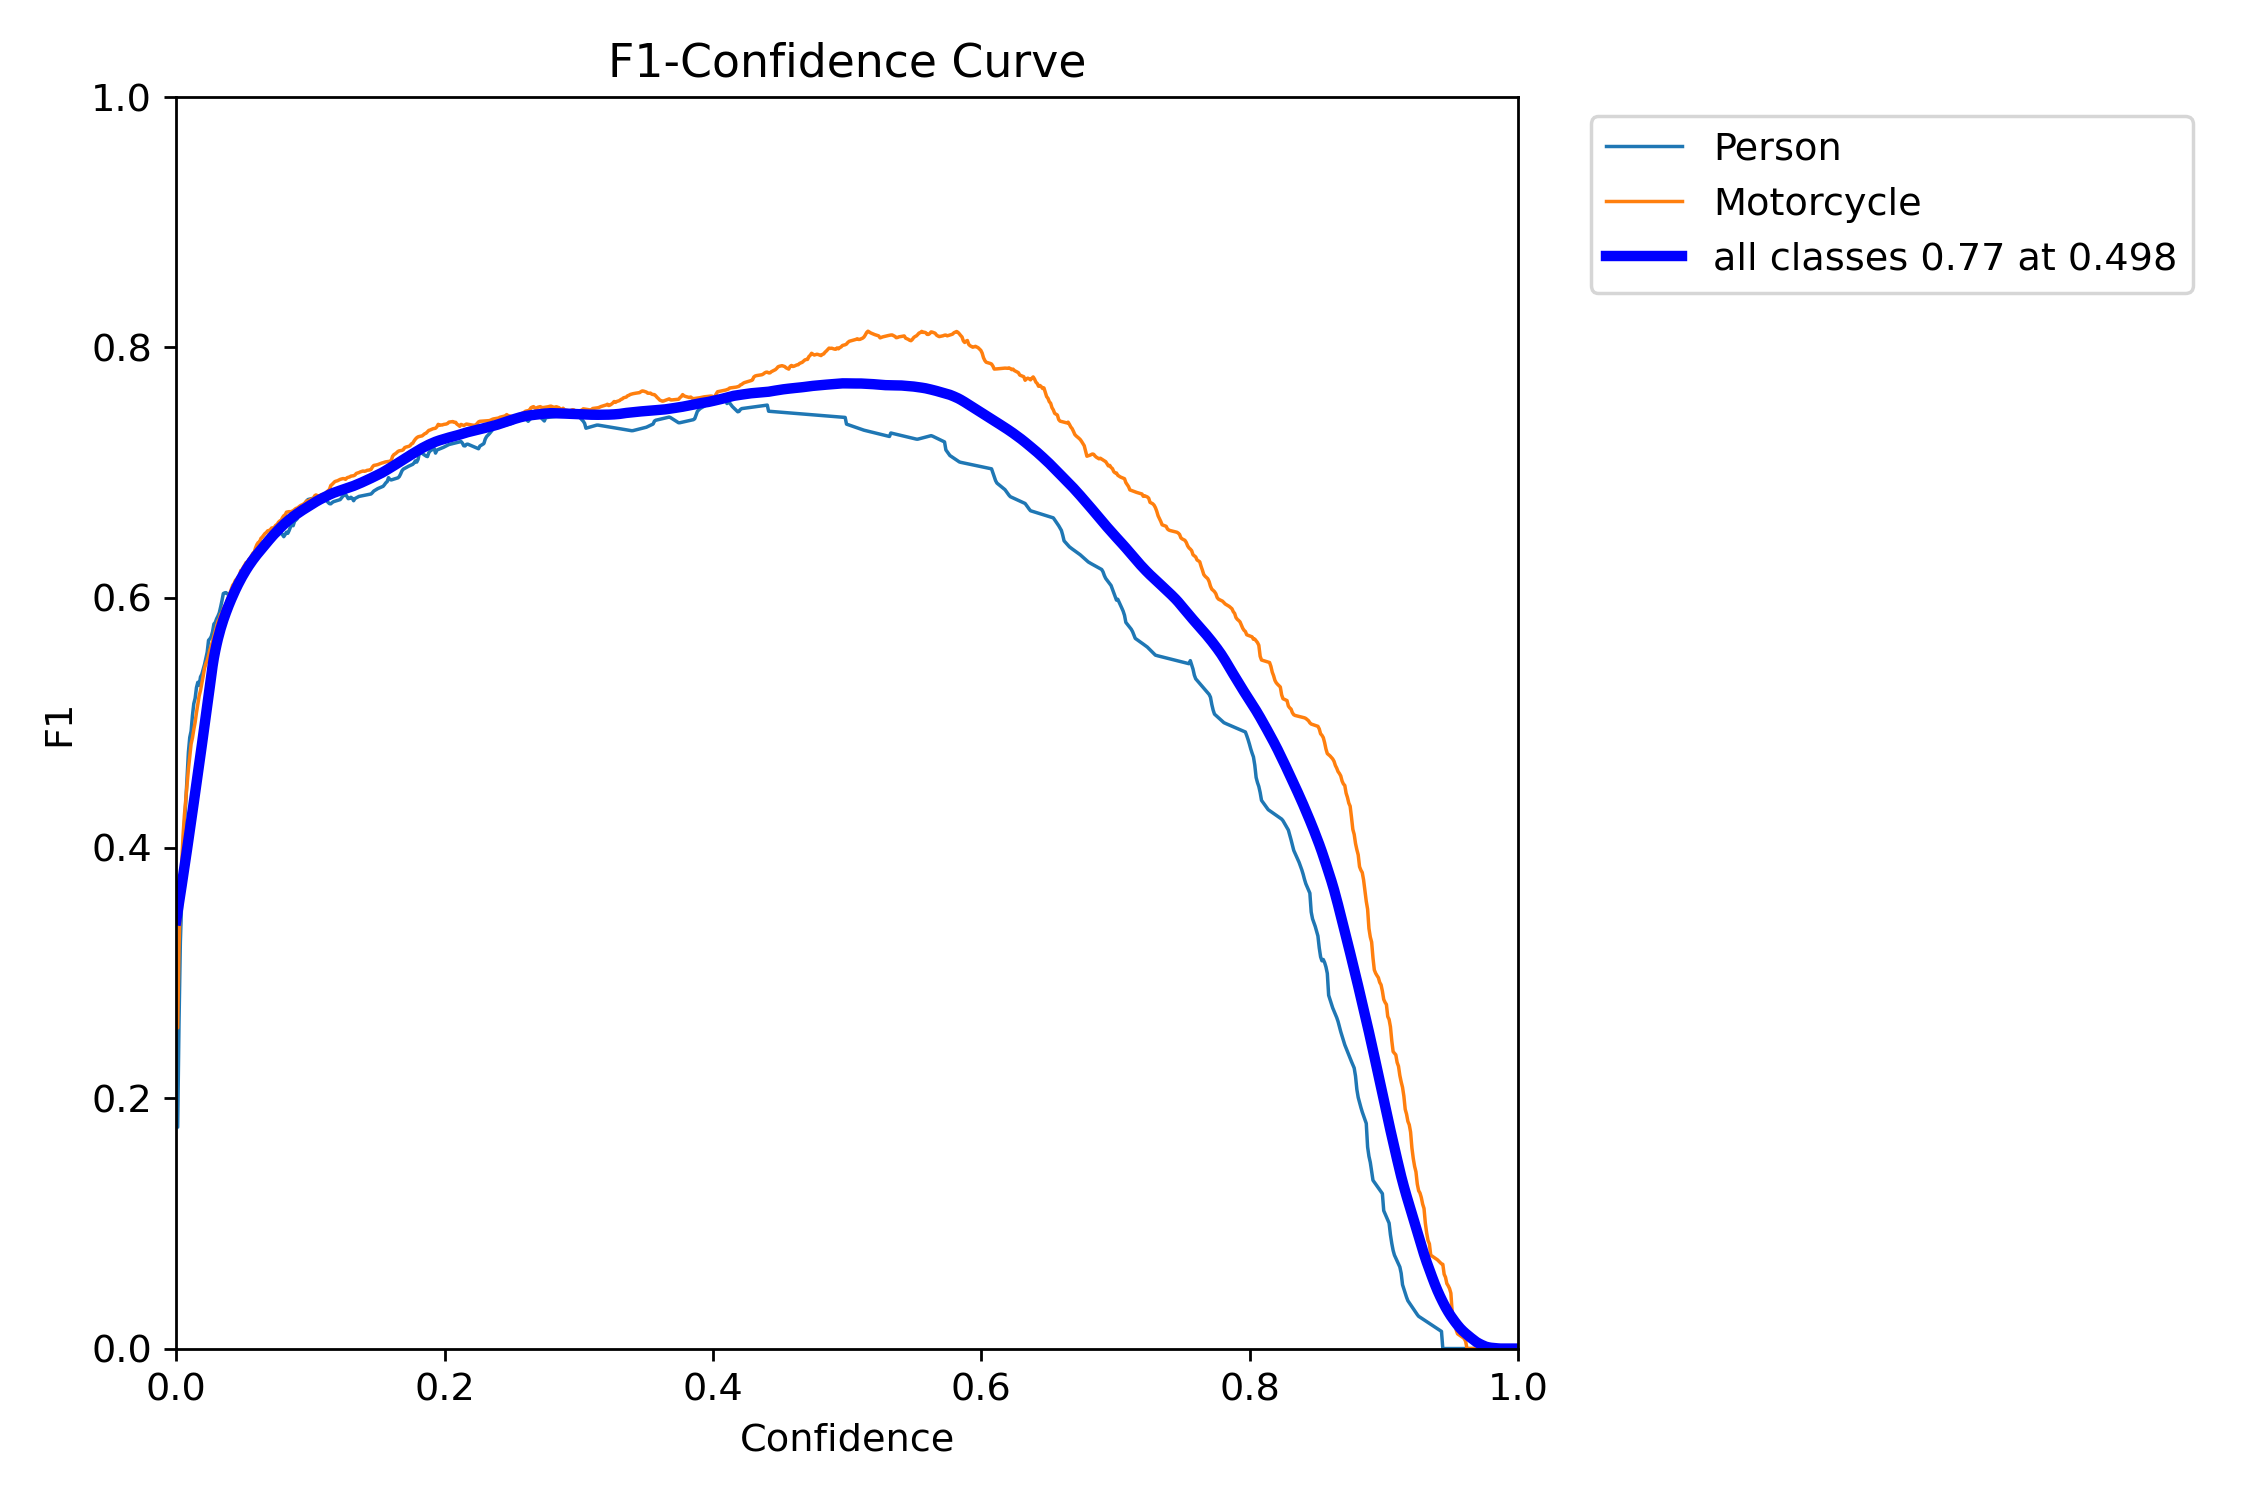 F1-Confidence Curve
1.0
0.8
0.6
0.4
0.2
0.0
F1
0.0 0.2 0.4 0.6 0.8 1.0
Confidence
Person
Motorcycle
all classes 0.77 at 0.498